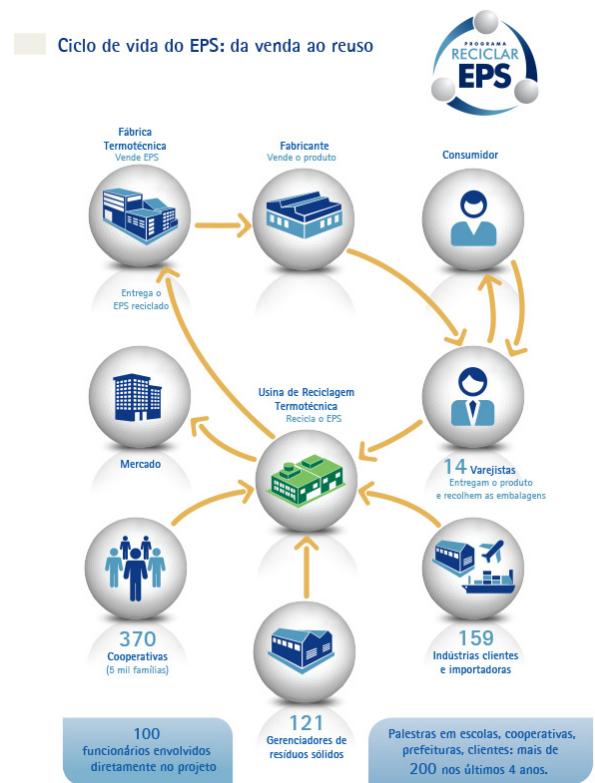 Ciclo de vida do EPS: da venda ao reuso
PROGRAMA
RECICLAR
EPS
Fábrica
Termotécnica
Vende EPS
Fabricante
Vende o produto
Consumidor
Entrega o
EPS reciclado
Mercado
Usina de Reciclagem
Termotécnica
Recicla o EPS
14 Varejistas
Entregam o produto
e recolhem as embalagens
370
Cooperativas
(5 mil famílias)
159
Indústrias clientes
e importadoras
121
Gerenciadores de
resíduos sólidos
100
funcionários envolvidos
diretamente no projeto
Palestras em escolas, cooperativas,
prefeituras, clientes: mais de
200 nos últimos 4 anos.